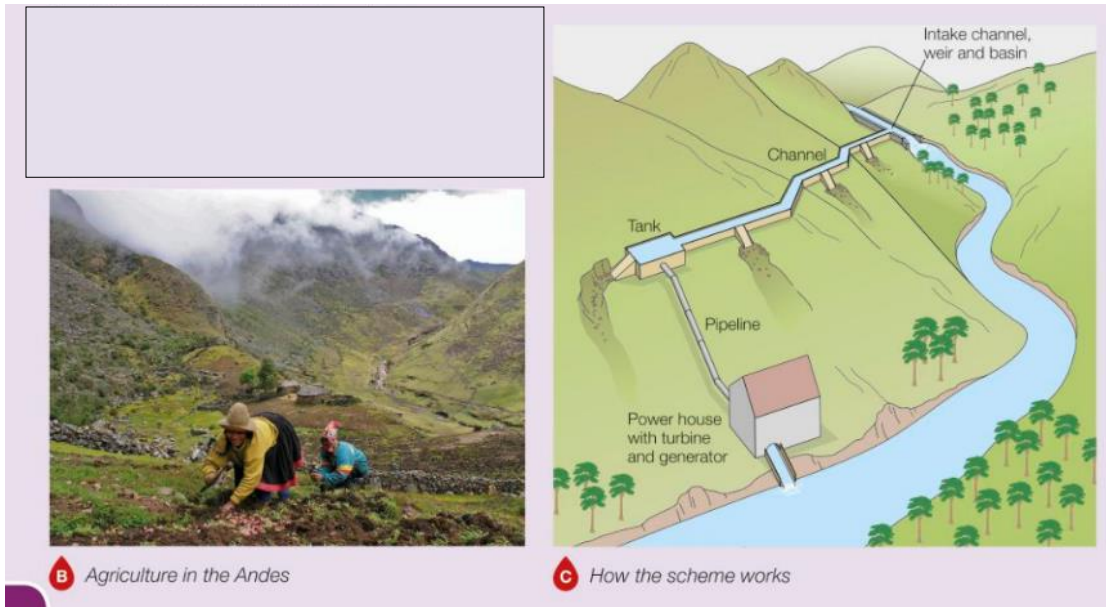 Intake channel,
weir and basin
Channel
Tank
Pipeline
Power house
with turbine
and generator
B Agriculture in the Andes
C How the scheme works